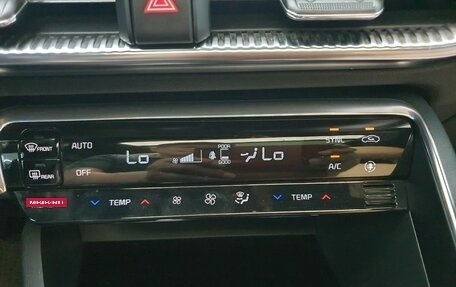 FRONT
AUTO
POOR
SYNC
Lo
Lo
GOOD
REAR
OFF
A/C
TEMP
TEMP